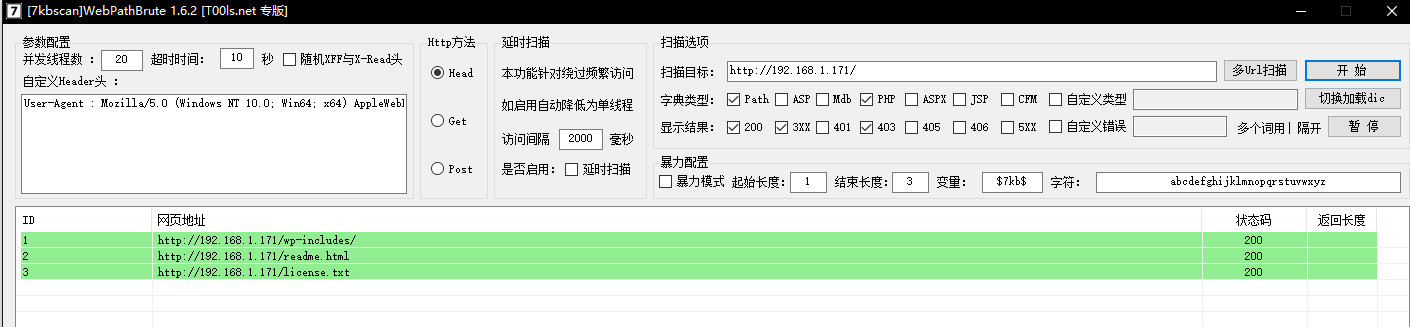 [7kbscan]WebPathBrute 1.6.2 [T00ls.net 专版]
参数配置
并发线程数 : 20 超时时间: 10 秒 随机XFF与X-Read头
自定义Header头 :
User-Agent : Mozilla/5.0 (Windows NT 10.0; Win64; x64) AppleWebK
Http方法
Head
Get
Post
延时扫描
本功能针对绕过频繁访问
如启用自动降低为单线程
访问间隔 2000 毫秒
是否启用: 延时扫描
扫描选项
扫描目标: http://192.168.1.171/ 多Url扫描 开 始
字典类型: Path ASP Mdb PHP ASPX JSP CFM 自定义类型 切换加载dic
显示结果: 200 3XX 401 403 405 406 5XX 自定义错误 多个词用|隔开 暂 停
暴力配置
暴力模式 起始长度: 1 结束长度: 3 变量: $7kb$ 字符: abcdefghijklmnopqrstuvwxyz
ID 网页地址 状态码 返回长度
1 http://192.168.1.171/wp-includes/ 200
2 http://192.168.1.171/readme.html 200
3 http://192.168.1.171/license.txt 200